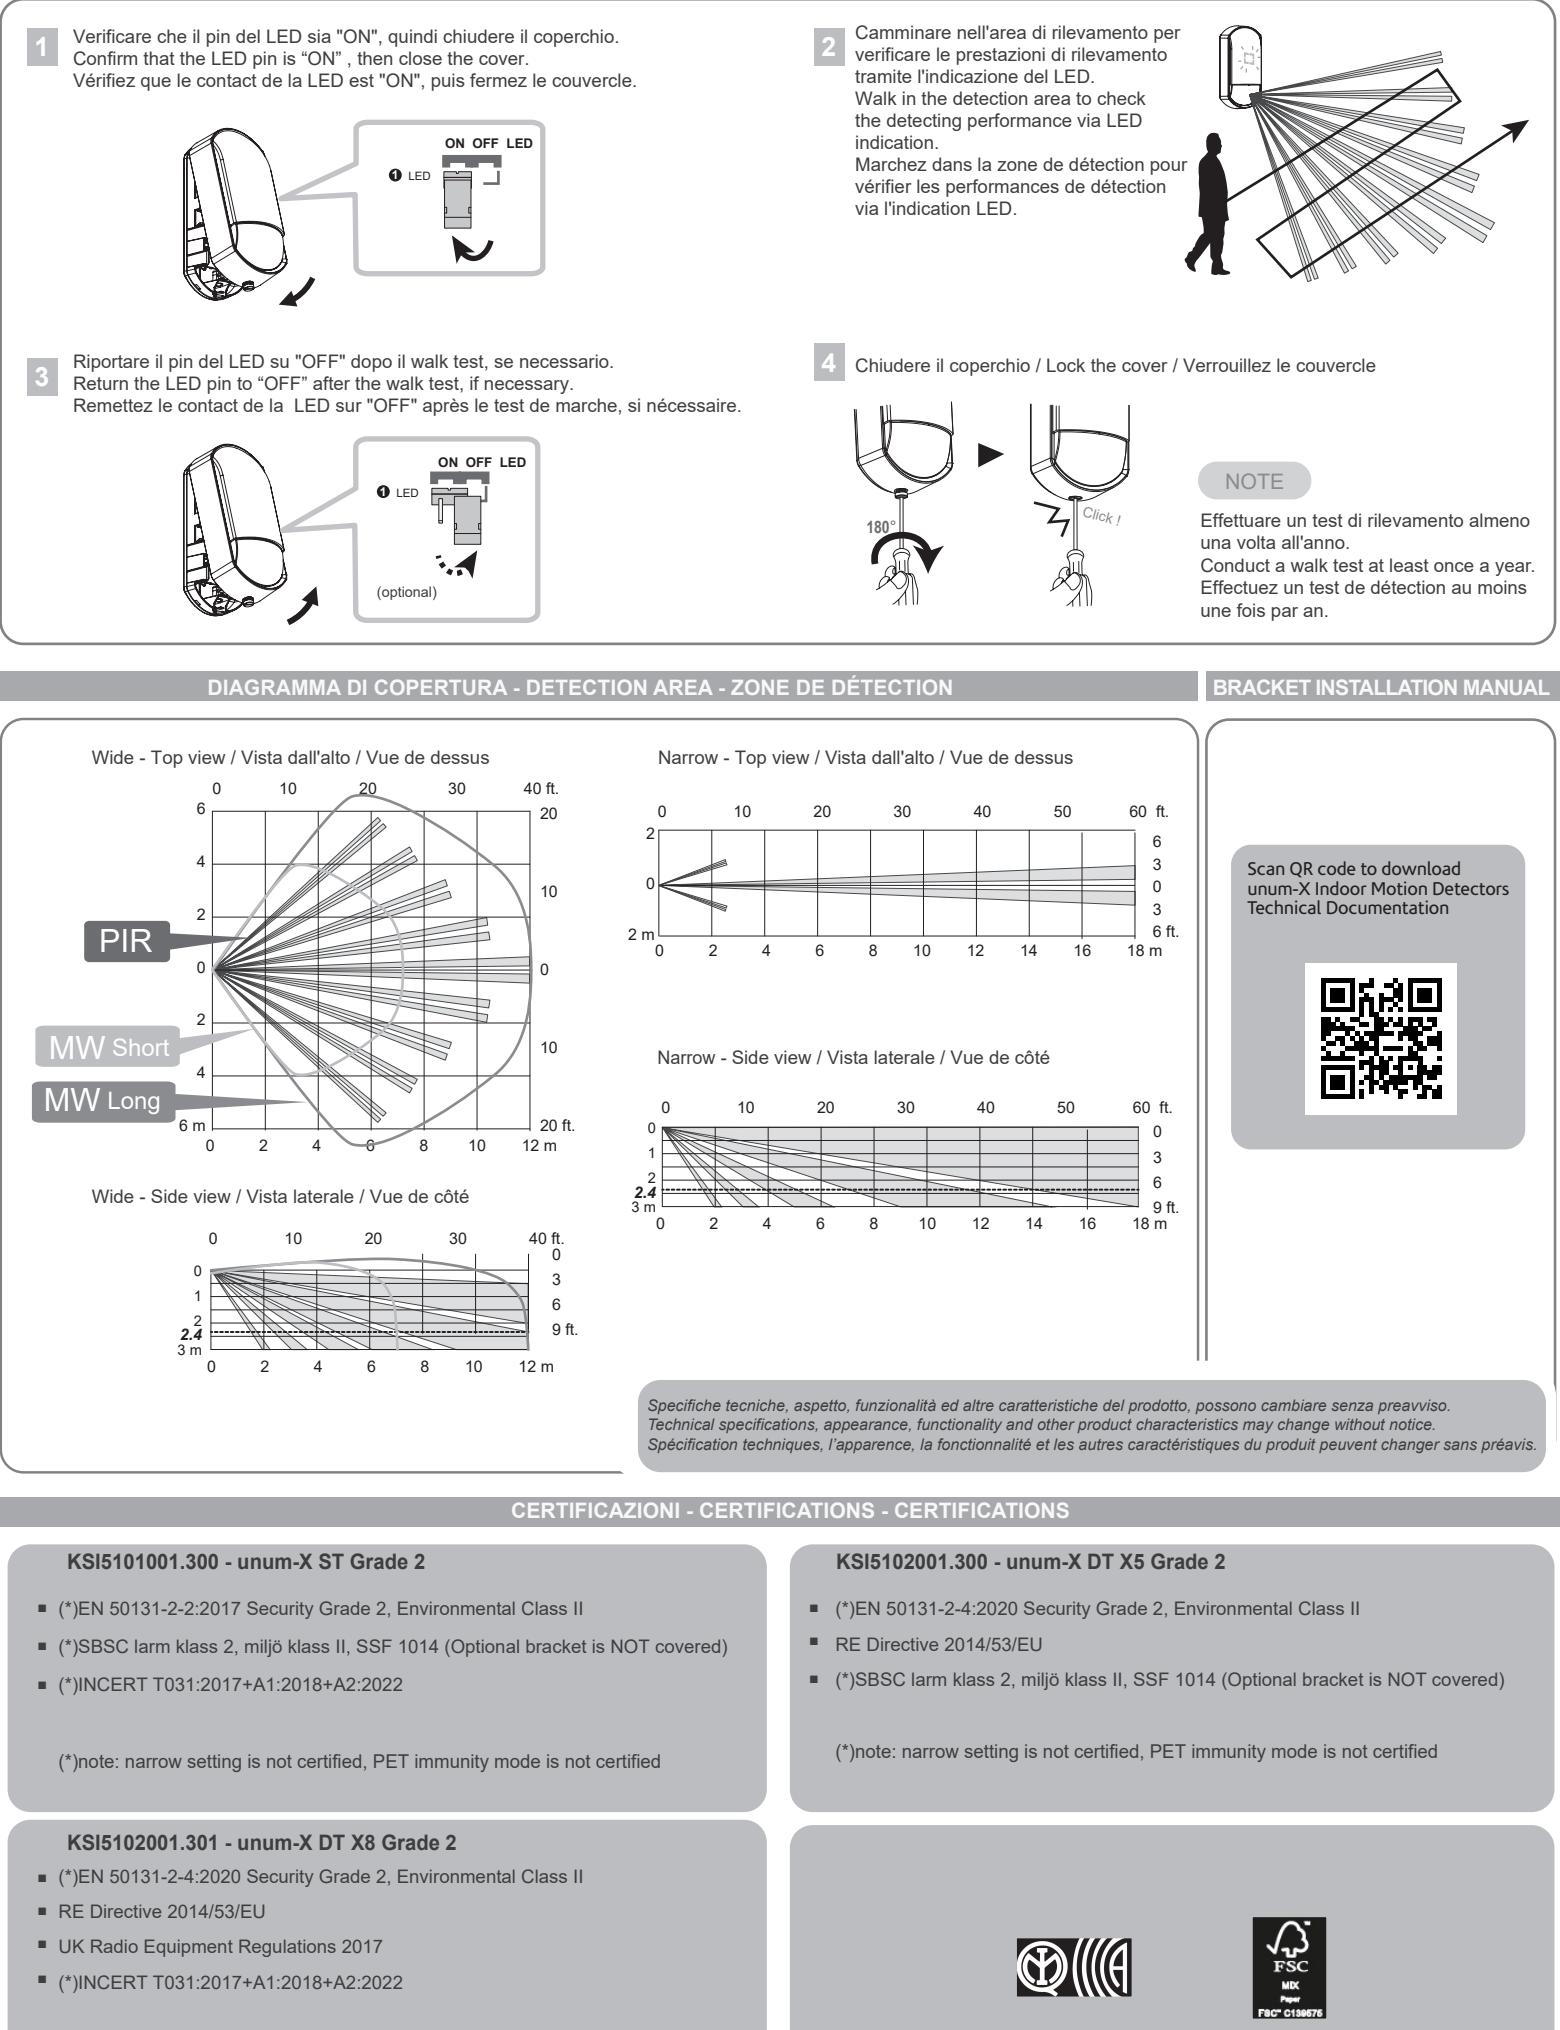 1
Verificare che il pin del LED sia "ON", quindi chiudere il coperchio.
Confirm that the LED pin is “ON” , then close the cover.
Vérifiez que le contact de la LED est "ON", puis fermez le couvercle.
ON OFF LED
1 LED
2
Camminare nell'area di rilevamento per
verificare le prestazioni di rilevamento
tramite l'indicazione del LED.
Walk in the detection area to check
the detecting performance via LED
indication.
Marchez dans la zone de détection pour
vérifier les performances de détection
via l'indication LED.
3
Riportare il pin del LED su "OFF" dopo il walk test, se necessario.
Return the LED pin to “OFF” after the walk test, if necessary.
Remettez le contact de la LED sur "OFF" après le test de marche, si nécessaire.
ON OFF LED
1 LED
(optional)
4
Chiudere il coperchio / Lock the cover / Verrouillez le couvercle
180°
Click !
NOTE
Effettuare un test di rilevamento almeno
una volta all'anno.
Conduct a walk test at least once a year.
Effectuez un test de détection au moins
une fois par an.
DIAGRAMMA DI COPERTURA - DETECTION AREA - ZONE DE DÉTECTION
BRACKET INSTALLATION MANUAL
Wide - Top view / Vista dall'alto / Vue de dessus
0 10 20 30 40 ft.
6 20
4
10
2
PIR
0 0
2
MW Short
10
4
MW Long
6 m 20 ft.
0 2 4 6 8 10 12 m
Wide - Side view / Vista laterale / Vue de côté
0 10 20 30 40 ft.
0
0
3
1
6
2
2.4
9 ft.
3 m
0 2 4 6 8 10 12 m
Narrow - Top view / Vista dall'alto / Vue de dessus
0 10 20 30 40 50 60 ft.
2
6
3
0 0
3
2 m 6 ft.
0 2 4 6 8 10 12 14 16 18 m
Narrow - Side view / Vista laterale / Vue de côté
0 10 20 30 40 50 60 ft.
0 0
1 3
2 6
2.4
3 m 9 ft.
0 2 4 6 8 10 12 14 16 18 m
Scan QR code to download
unum-X Indoor Motion Detectors
Technical Documentation
Specifiche tecniche, aspetto, funzionalità ed altre caratteristiche del prodotto, possono cambiare senza preavviso.
Technical specifications, appearance, functionality and other product characteristics may change without notice.
Spécification techniques, l’apparence, la fonctionnalité et les autres caractéristiques du produit peuvent changer sans préavis.
CERTIFICAZIONI - CERTIFICATIONS - CERTIFICATIONS
KSI5101001.300 - unum-X ST Grade 2
▪ (*)EN 50131-2-2:2017 Security Grade 2, Environmental Class II
▪ (*)SBSC larm klass 2, miljö klass II, SSF 1014 (Optional bracket is NOT covered)
▪ (*)INCERT T031:2017+A1:2018+A2:2022
(*)note: narrow setting is not certified, PET immunity mode is not certified
KSI5102001.300 - unum-X DT X5 Grade 2
▪ (*)EN 50131-2-4:2020 Security Grade 2, Environmental Class II
▪ RE Directive 2014/53/EU
▪ (*)SBSC larm klass 2, miljö klass II, SSF 1014 (Optional bracket is NOT covered)
(*)note: narrow setting is not certified, PET immunity mode is not certified
KSI5102001.301 - unum-X DT X8 Grade 2
▪ (*)EN 50131-2-4:2020 Security Grade 2, Environmental Class II
▪ RE Directive 2014/53/EU
▪ UK Radio Equipment Regulations 2017
▪ (*)INCERT T031:2017+A1:2018+A2:2022
FSC
MIX
Paper
FSC™ C139575